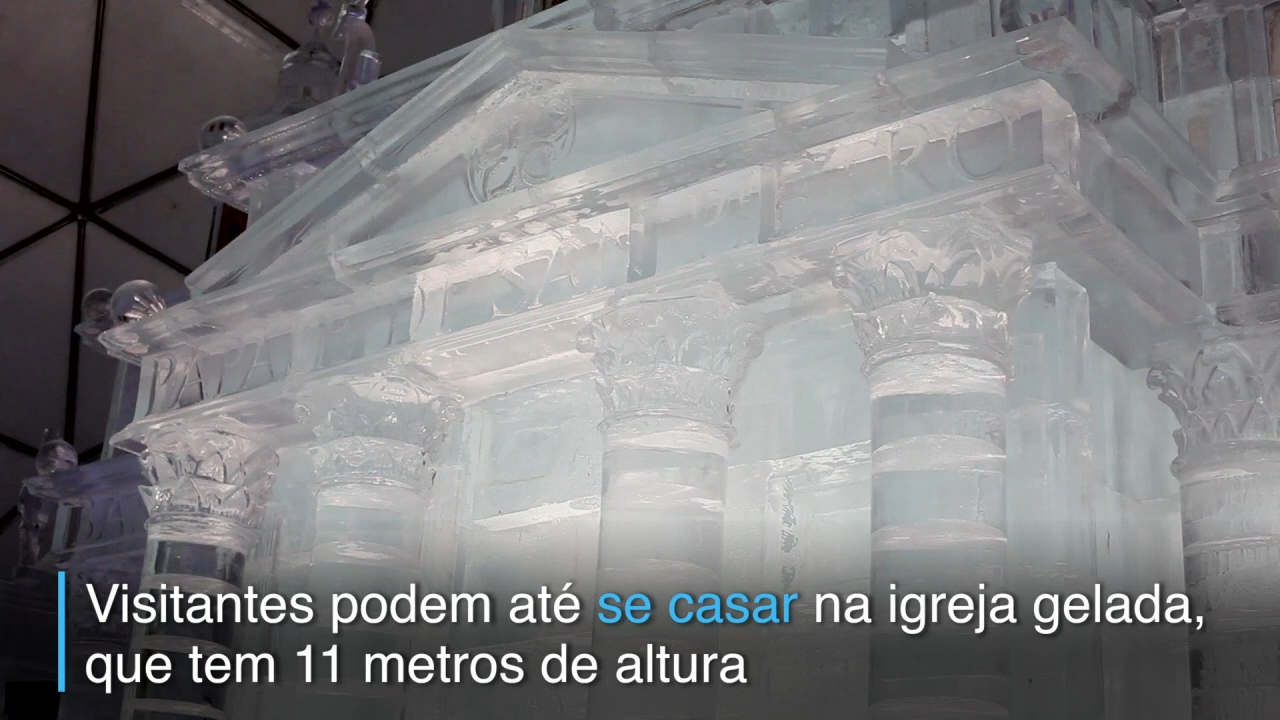 Visitantes podem até se casar na igreja gelada,
que tem 11 metros de altura